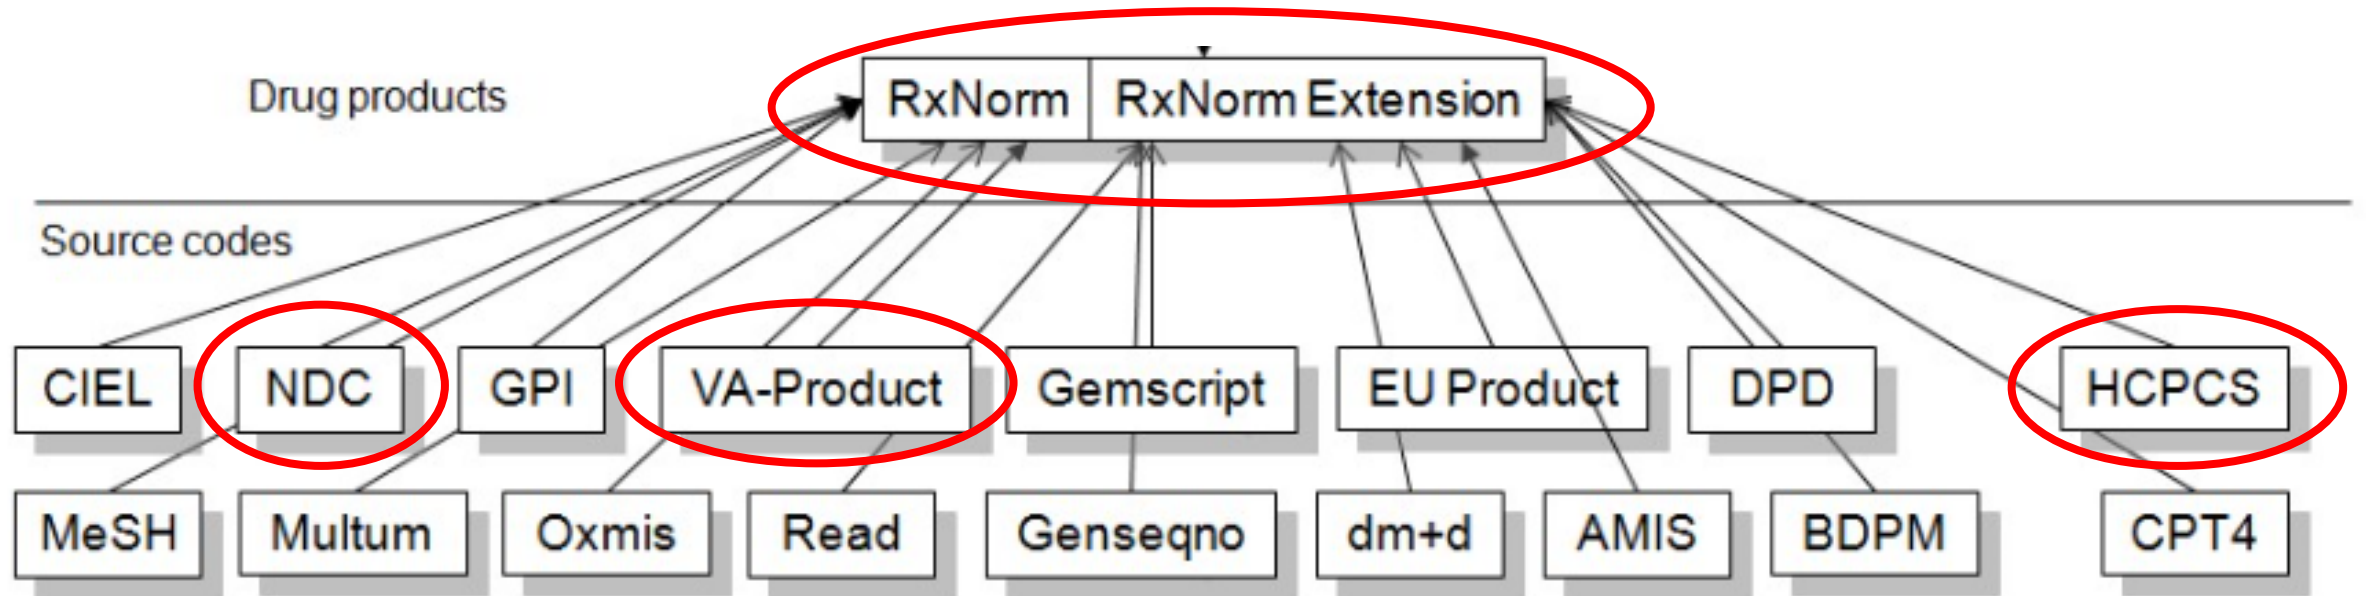 Drug products
RxNorm
RxNorm Extension
Source codes
CIEL
NDC
GPI
VA-Product
Gemscript
EU Product
DPD
HCPCS
MeSH
Multum
Oxmis
Read
Genseqno
dm+d
AMIS
BDPM
CPT4